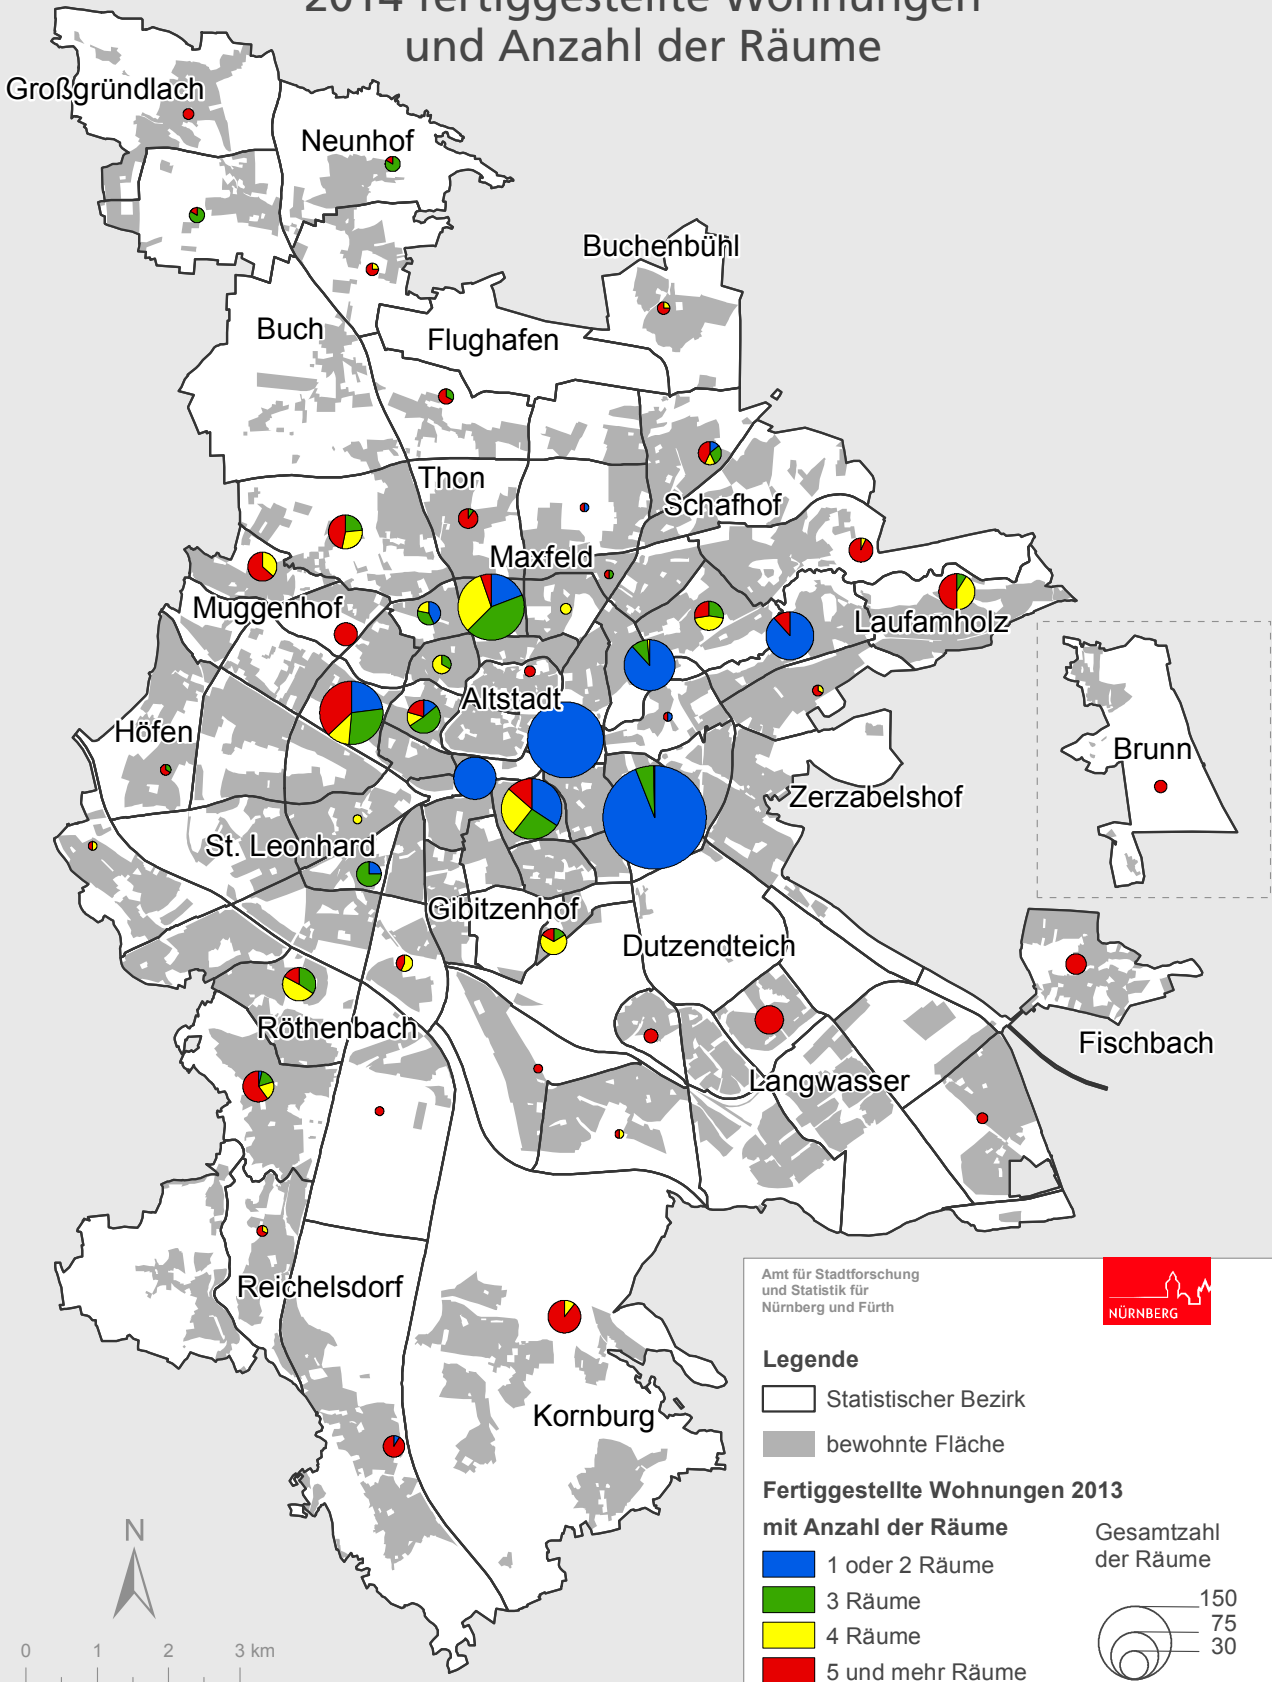 2014 fertiggestellte Wohnungen
und Anzahl der Räume
Großgründlach
Neunhof
Buchenbühl
Buch
Flughafen
Thon
Schafhof
Maxfeld
Muggenhof
Laufamholz
Altstadt
Höfen
Brunn
Zerzabelshof
St. Leonhard
Gibitzenhof
Dutzendteich
Röthenbach
Fischbach
Langwasser
Reichelsdorf
Kornburg
Amt für Stadtforschung
und Statistik für
Nürnberg und Fürth
NÜRNBERG
Legende
Statistischer Bezirk
bewohnte Fläche
Fertiggestellte Wohnungen 2013
mit Anzahl der Räume
1 oder 2 Räume
3 Räume
4 Räume
5 und mehr Räume
Gesamtzahl
der Räume
150
75
30
N
0 1 2 3 km